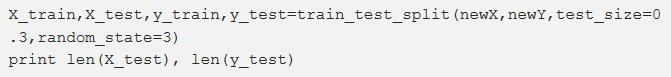 X_train,X_test,y_train,y_test=train_test_split(newX,newY,test_size=0
.3,random_state=3)
print len(X_test), len(y_test)